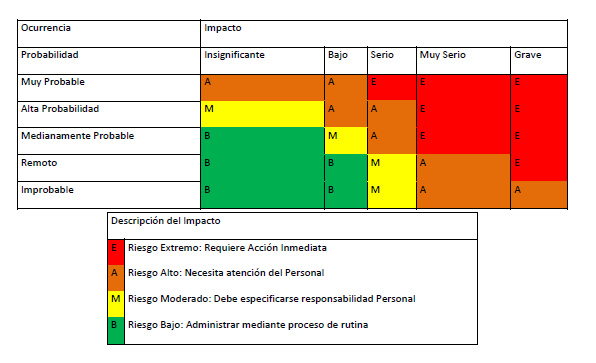 Ocurrencia Impacto
Probabilidad Insignificante Bajo Serio Muy Serio Grave
Muy Probable A A E E E
Alta Probabilidad M A A E E
Medianamente Probable B M A E E
Remoto B B M A E
Improbable B B M A A
Descripción del Impacto
E Riesgo Extremo: Requiere Acción Inmediata
A Riesgo Alto: Necesita atención del Personal
M Riesgo Moderado: Debe especificarse responsabilidad Personal
B Riesgo Bajo: Administrar mediante proceso de rutina